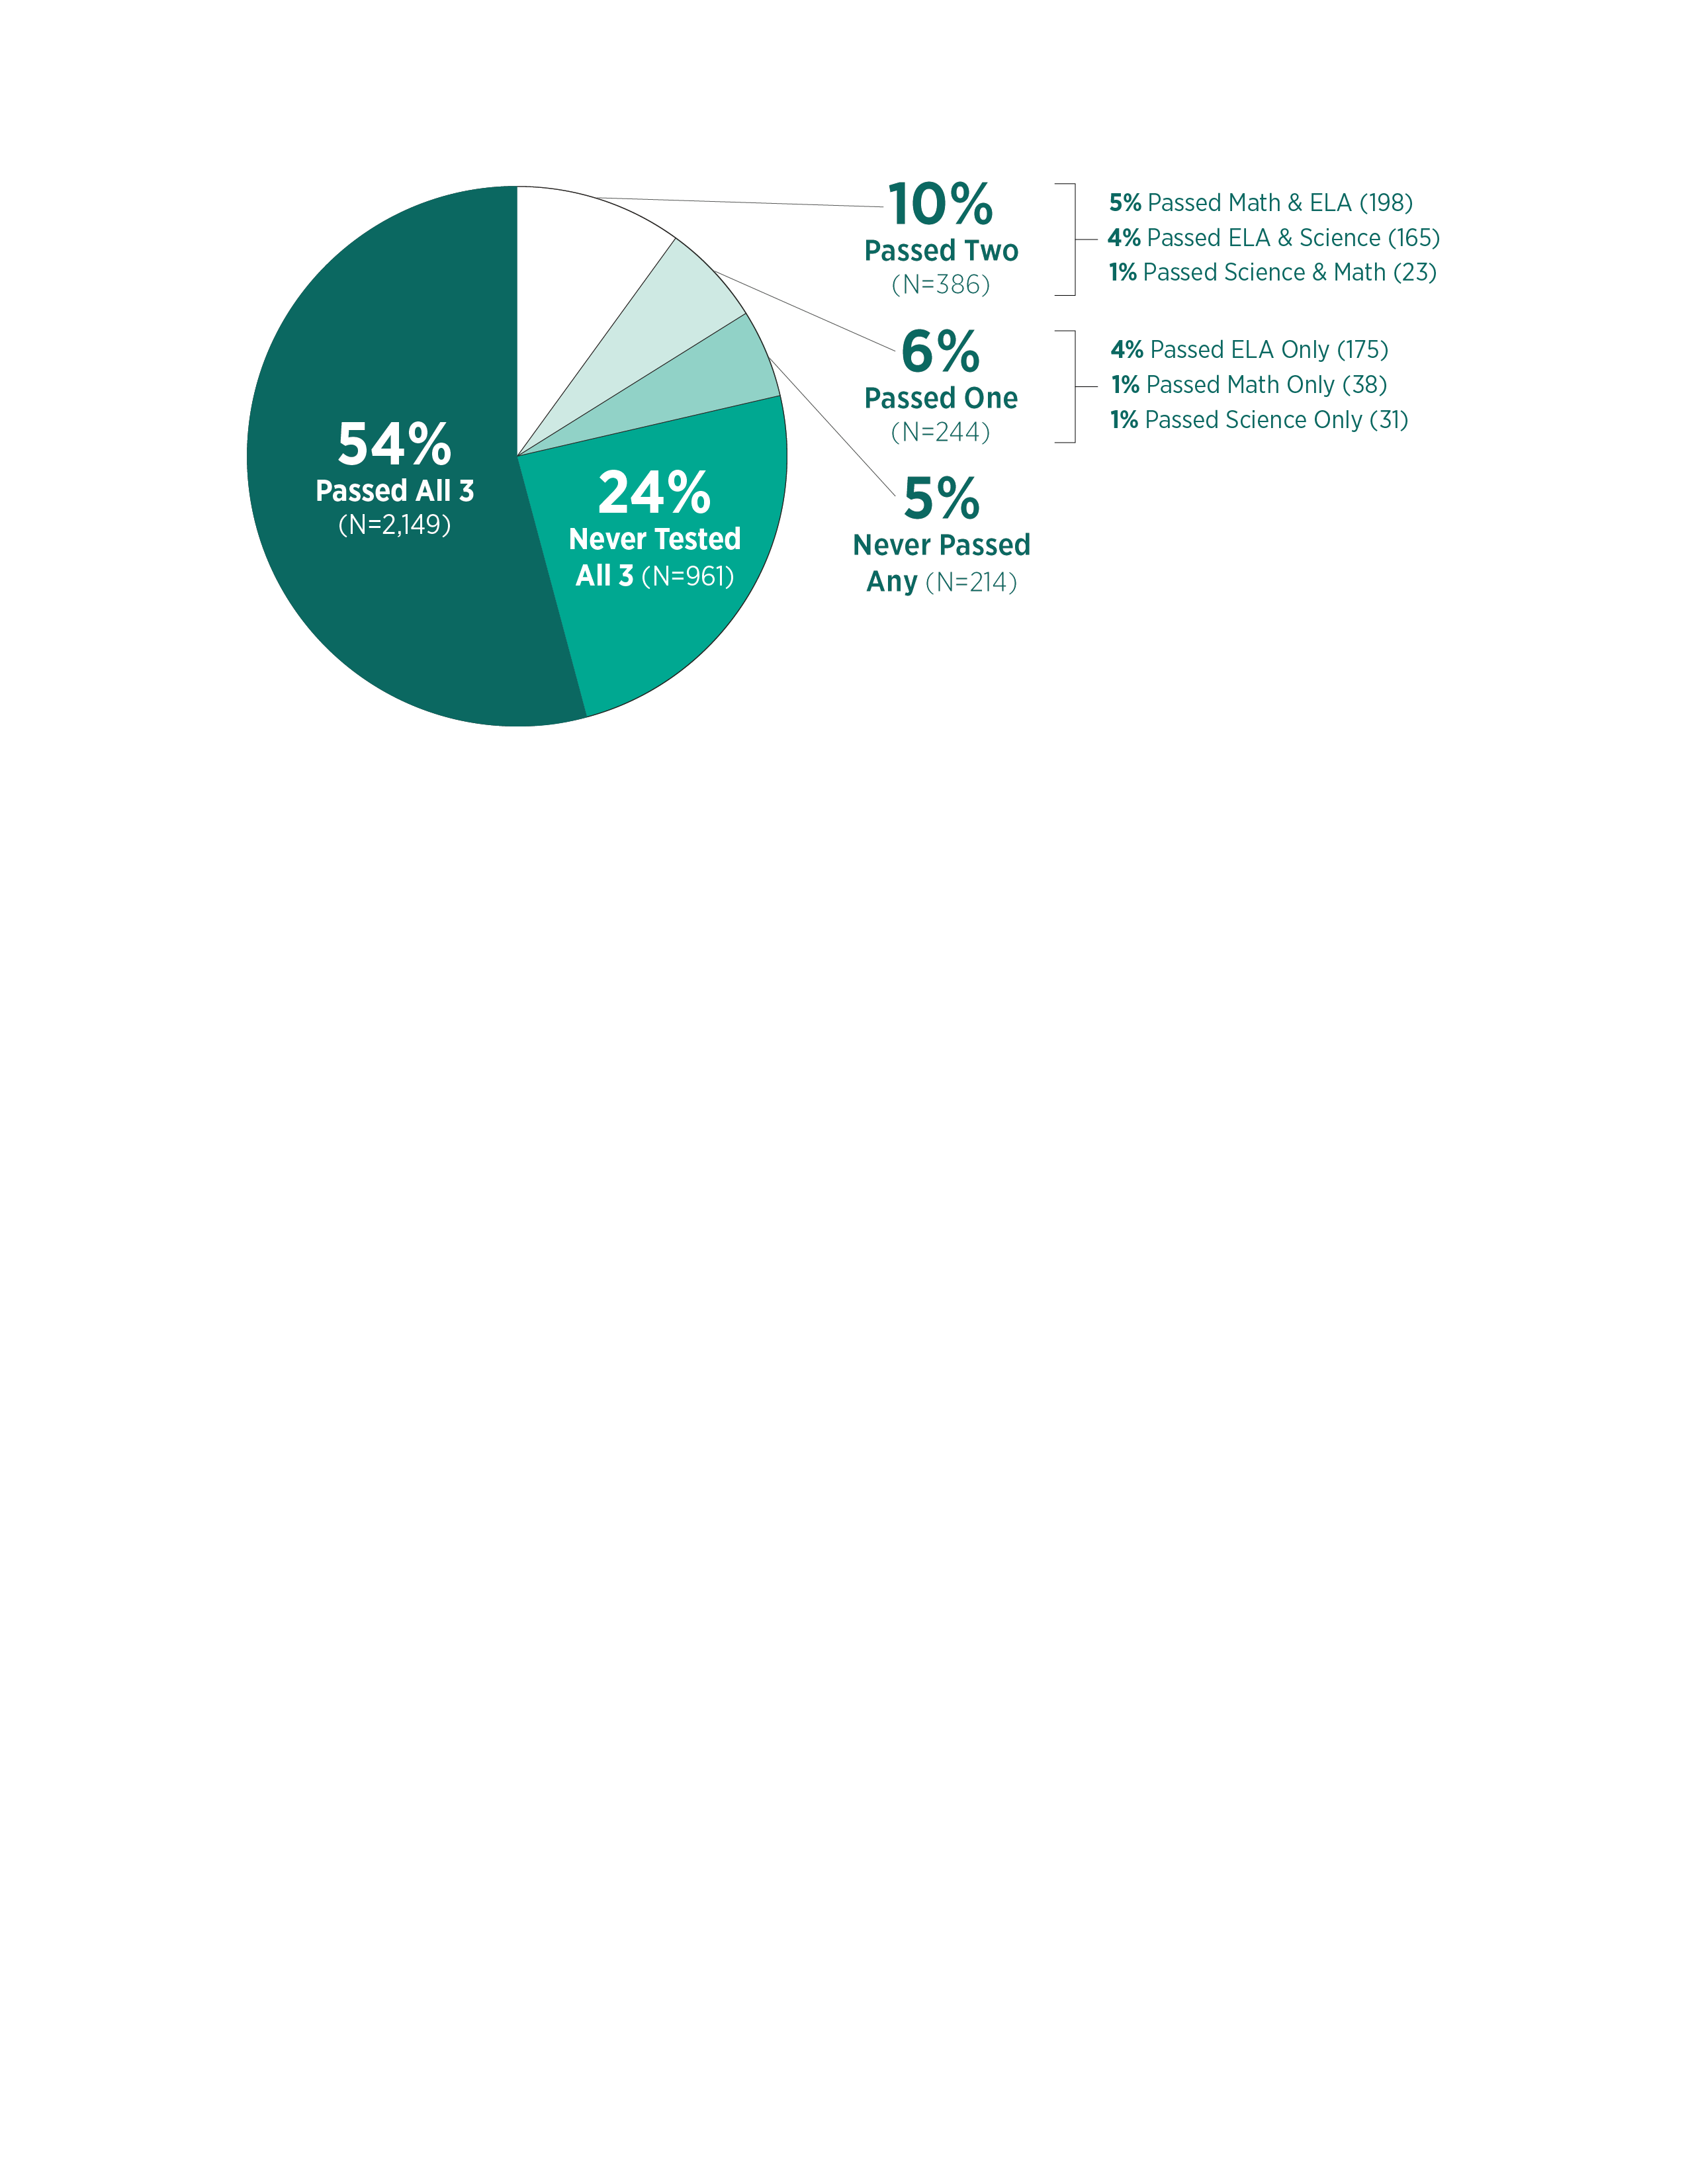 10%
Passed Two
(N=386)
5% Passed Math & ELA (198)
4% Passed ELA & Science (165)
1% Passed Science & Math (23)
6%
Passed One
(N=244)
4% Passed ELA Only (175)
1% Passed Math Only (38)
1% Passed Science Only (31)
5%
Never Passed
Any (N=214)
54%
Passed All 3
(N=2,149)
24%
Never Tested
All 3 (N=961)